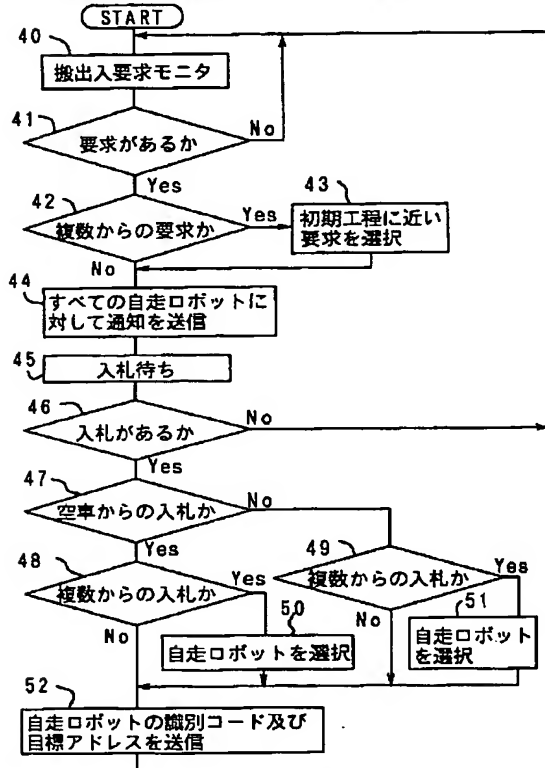 START
40
搬出入要求モニタ
41
要求があるか
No
Yes
42
複数からの要求か
Yes
43
初期工程に近い
要求を選択
No
44
すべての自走ロボットに
対して通知を送信
45
入札待ち
46
入札があるか
No
Yes
47
空車からの入札か
No
Yes
48
複数からの入札か
Yes
49
複数からの入札か
Yes
No
50
自走ロボットを選択
No
51
自走ロボット
を選択
52
自走ロボットの識別コード及び
目標アドレスを送信